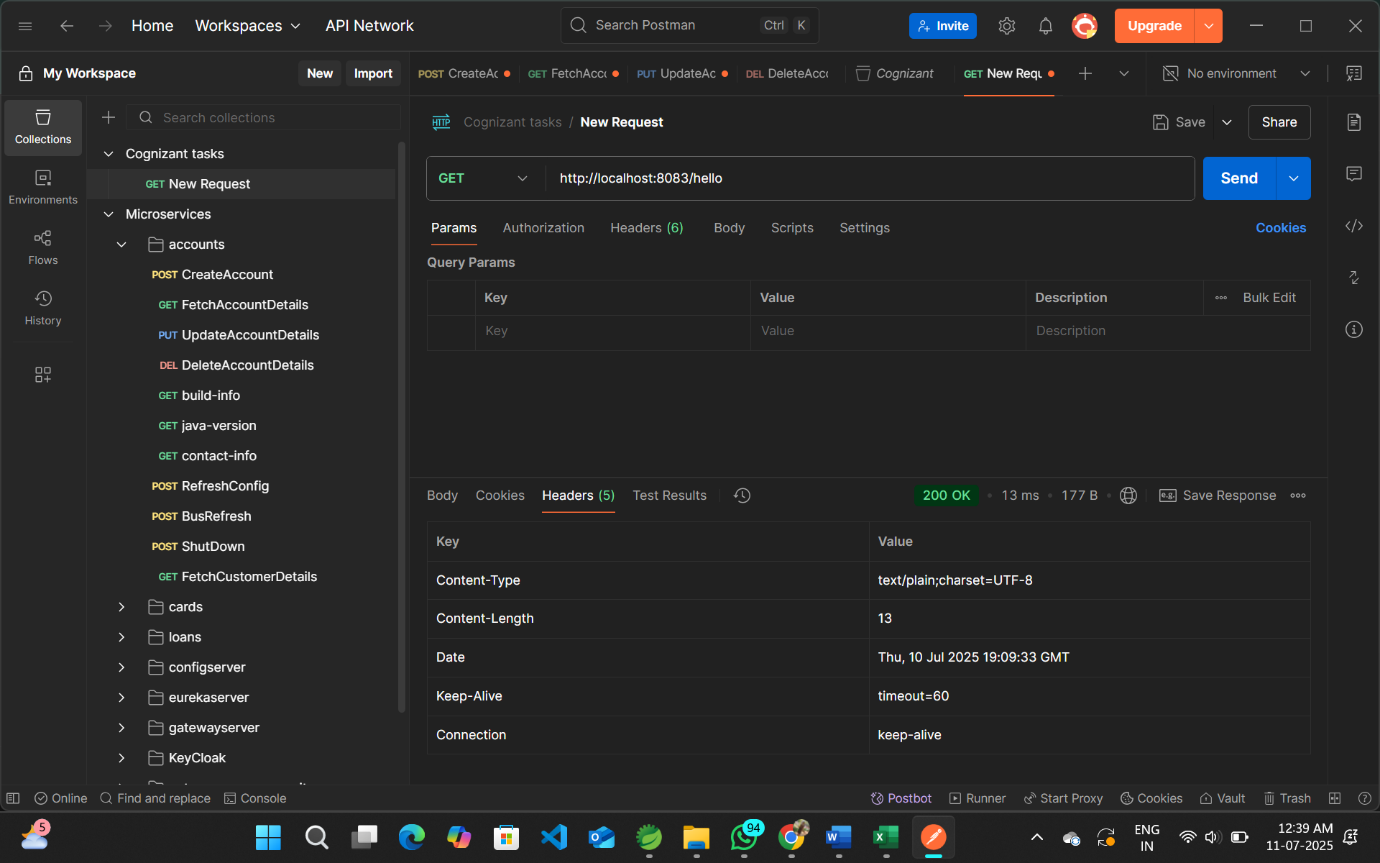 Home Workspaces API Network Search Postman Ctrl K Invite Upgrade
My Workspace New Import POST CreateAc GET FetchAcc PUT UpdateAc DEL DeleteAcc Cognizant GET New Requ No environment
Collections
Environments
Flows
History
Search collections
Cognizant tasks
GET New Request
Microservices
accounts
POST CreateAccount
GET FetchAccountDetails
PUT UpdateAccountDetails
DEL DeleteAccountDetails
GET build-info
GET java-version
GET contact-info
POST RefreshConfig
POST BusRefresh
POST ShutDown
GET FetchCustomerDetails
cards
loans
configserver
eurekaserver
gatewayserver
KeyCloak
HTTP Cognizant tasks / New Request Save Share
GET http://localhost:8083/hello Send
Params Authorization Headers (6) Body Scripts Settings Cookies
Query Params
Key Value Description Bulk Edit
Key Value Description
Body Cookies Headers (5) Test Results 200 OK 13 ms 177 B e.g. Save Response
Key Value
Content-Type text/plain;charset=UTF-8
Content-Length 13
Date Thu, 10 Jul 2025 19:09:33 GMT
Keep-Alive timeout=60
Connection keep-alive
Online Find and replace Console Postbot Runner Start Proxy Cookies Vault Trash
5 94 ENG 12:39 AM
IN 11-07-2025